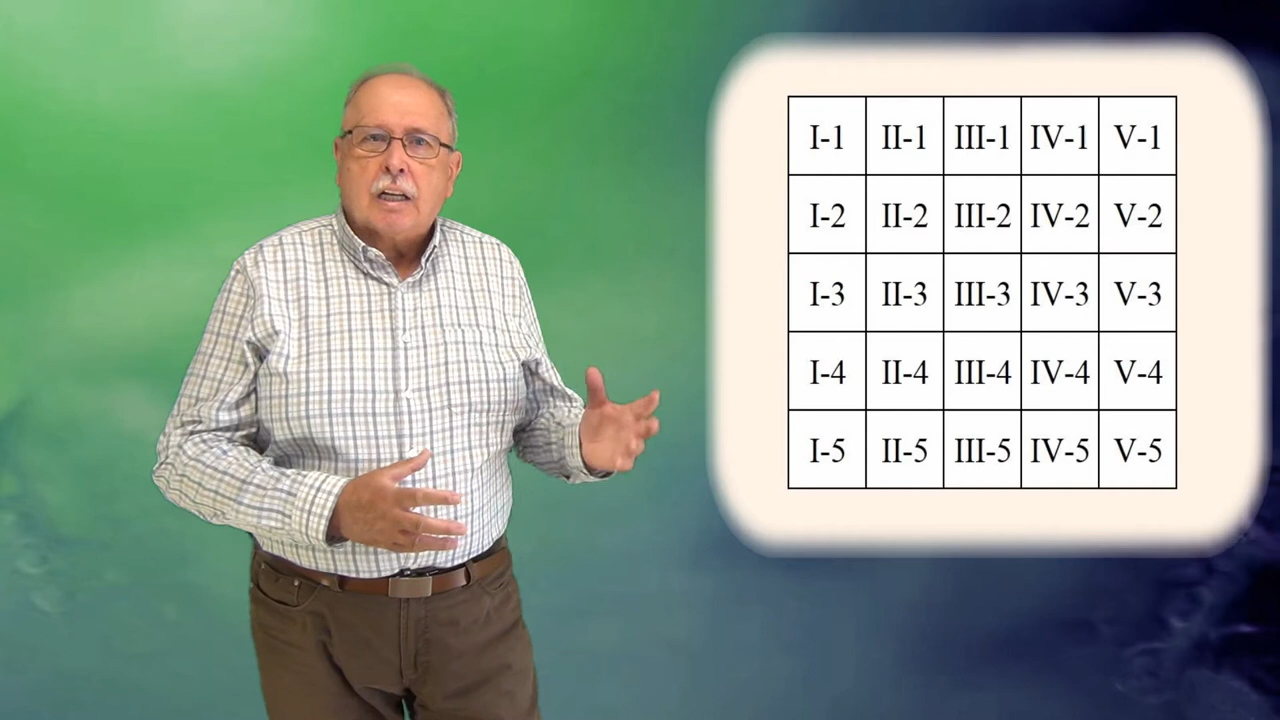 I-1 II-1 III-1 IV-1 V-1
I-2 II-2 III-2 IV-2 V-2
I-3 II-3 III-3 IV-3 V-3
I-4 II-4 III-4 IV-4 V-4
I-5 II-5 III-5 IV-5 V-5